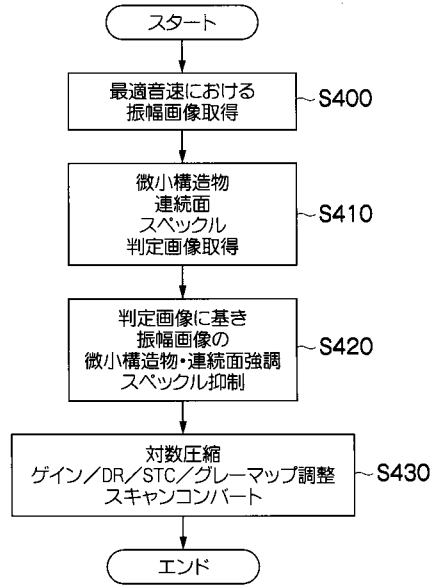 スタート
最適音速における
振幅画像取得
S400
微小構造物
連続面
スペックル
判定画像取得
S410
判定画像に基き
振幅画像の
微小構造物・連続面強調
スペックル抑制
S420
対数圧縮
ゲイン／DR／STC／グレーマップ調整
スキャンコンバート
S430
エンド